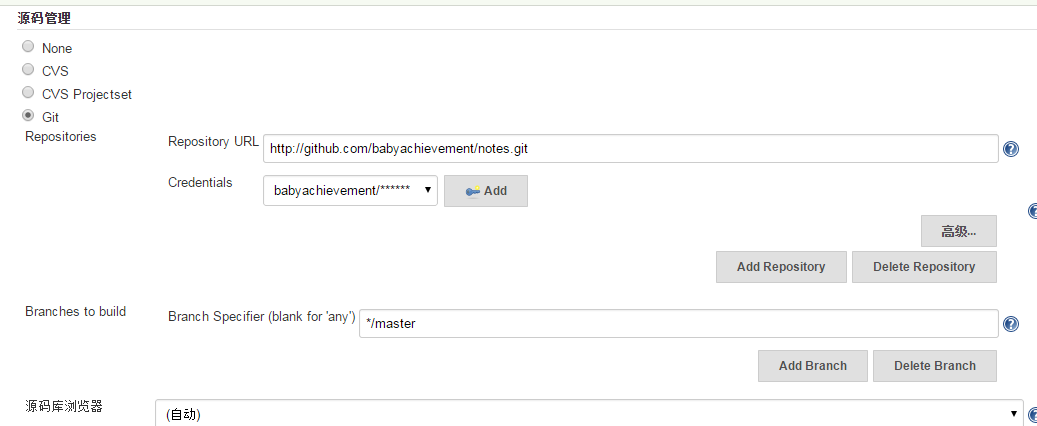 源码管理
None
CVS
CVS Projectset
Git
Repositories
Repository URL
http://github.com/babyachievement/notes.git
Credentials
babyachievement/******
Add
高级...
Add Repository
Delete Repository
Branches to build
Branch Specifier (blank for 'any')
*/master
Add Branch
Delete Branch
源码库浏览器
(自动)